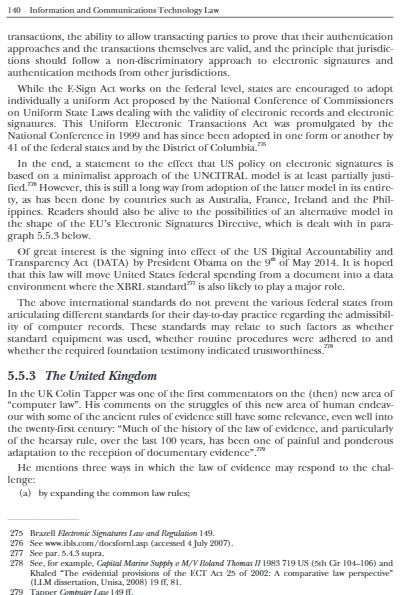 140 Information and Communications Technology Law
transactions, the ability to allow transacting parties to prove that their authentication
approaches and the transactions themselves are valid, and the principle that jurisdic-
tions should follow a non-discriminatory approach to electronic signatures and
authentication methods from other jurisdictions.
While the E-Sign Act works on the federal level, states are encouraged to adopt
individually a uniform Act proposed by the National Conference of Commissioners
on Uniform State Laws dealing with the validity of electronic records and electronic
signatures. This Uniform Electronic Transactions Act was promulgated by the
National Conference in 1999 and has since been adopted in one form or another by
41 of the federal states and by the District of Columbia.275
In the end, a statement to the effect that US policy on electronic signatures is
based on a minimalist approach of the UNCITRAL model is at least partially justi-
fied.276 However, this is still a long way from adoption of the latter model in its entire-
ty, as has been done by countries such as Australia, France, Ireland and the Phil-
ippines. Readers should also be alive to the possibilities of an alternative model in
the shape of the EU's Electronic Signatures Directive, which is dealt with in para-
graph 5.5.3 below.
Of great interest is the signing into effect of the US Digital Accountability and
Transparency Act (DATA) by President Obama on the 9th of May 2014. It is hoped
that this law will move United States federal spending from a document into a data
environment where the XBRL standard277 is also likely to play a major role.
The above international standards do not prevent the various federal states from
articulating different standards for their day-to-day practice regarding the admissibil-
ity of computer records. These standards may relate to such factors as whether
standard equipment was used, whether routine procedures were adhered to and
whether the required foundation testimony indicated trustworthiness.278
5.5.3 The United Kingdom
In the UK Colin Tapper was one of the first commentators on the (then) new area of
"computer law". His comments on the struggles of this new area of human endeav-
our with some of the ancient rules of evidence still have some relevance, even well into
the twenty-first century: "Much of the history of the law of evidence, and particularly
of the hearsay rule, over the last 100 years, has been one of painful and ponderous
adaptation to the reception of documentary evidence".279
He mentions three ways in which the law of evidence may respond to the chal-
lenge:
(a) by expanding the common law rules;
275 Brazell Electronic Signatures Law and Regulation 149.
276 See www.ibls.com/docsform1.asp (accessed 4 July 2007).
277 See par. 5.4.3 supra.
278 See, for example, Capital Marine Supply v M/V Roland Thomas II 1983 719 US (5th Cir 104–106) and
Khaled "The evidential provisions of the ECT Act 25 of 2002: A comparative law perspective"
(LLM dissertation, Unisa, 2008) 19 ff, 81.
279 Tapper Computer Law 149 ff.